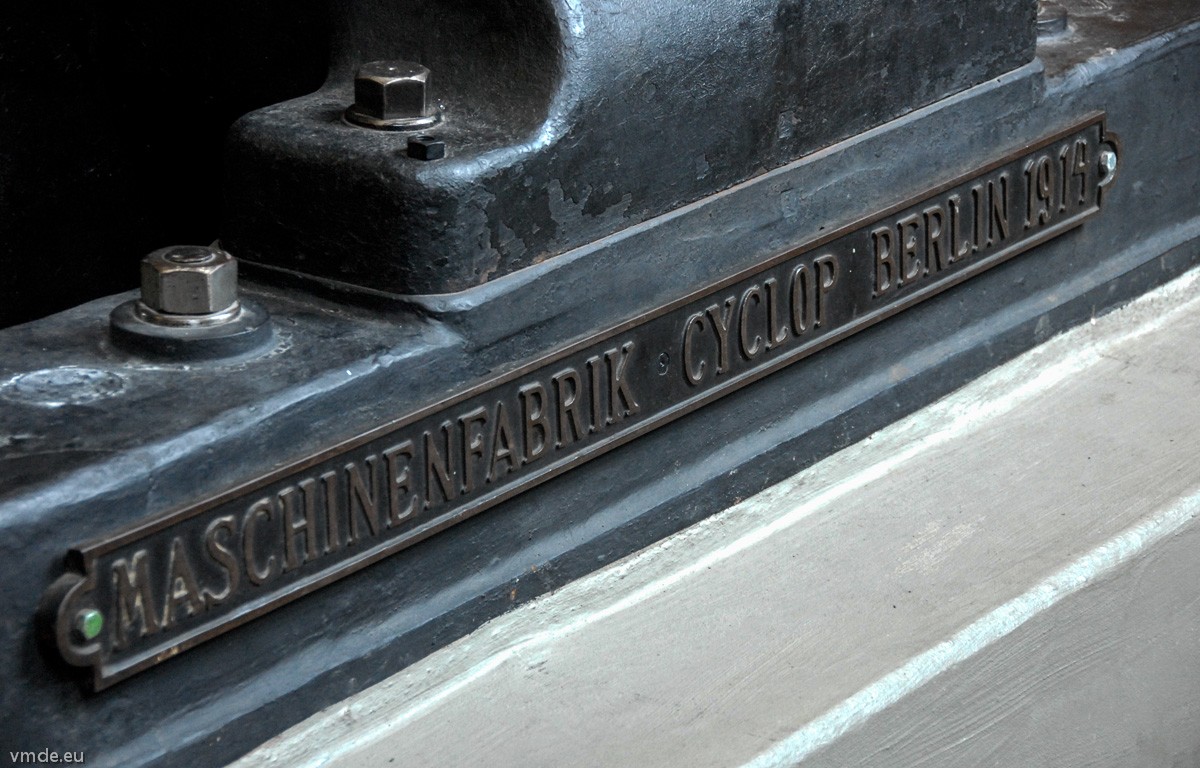 MASCHINENFABRIK CYCLOP BERLIN 1914
vmde.eu